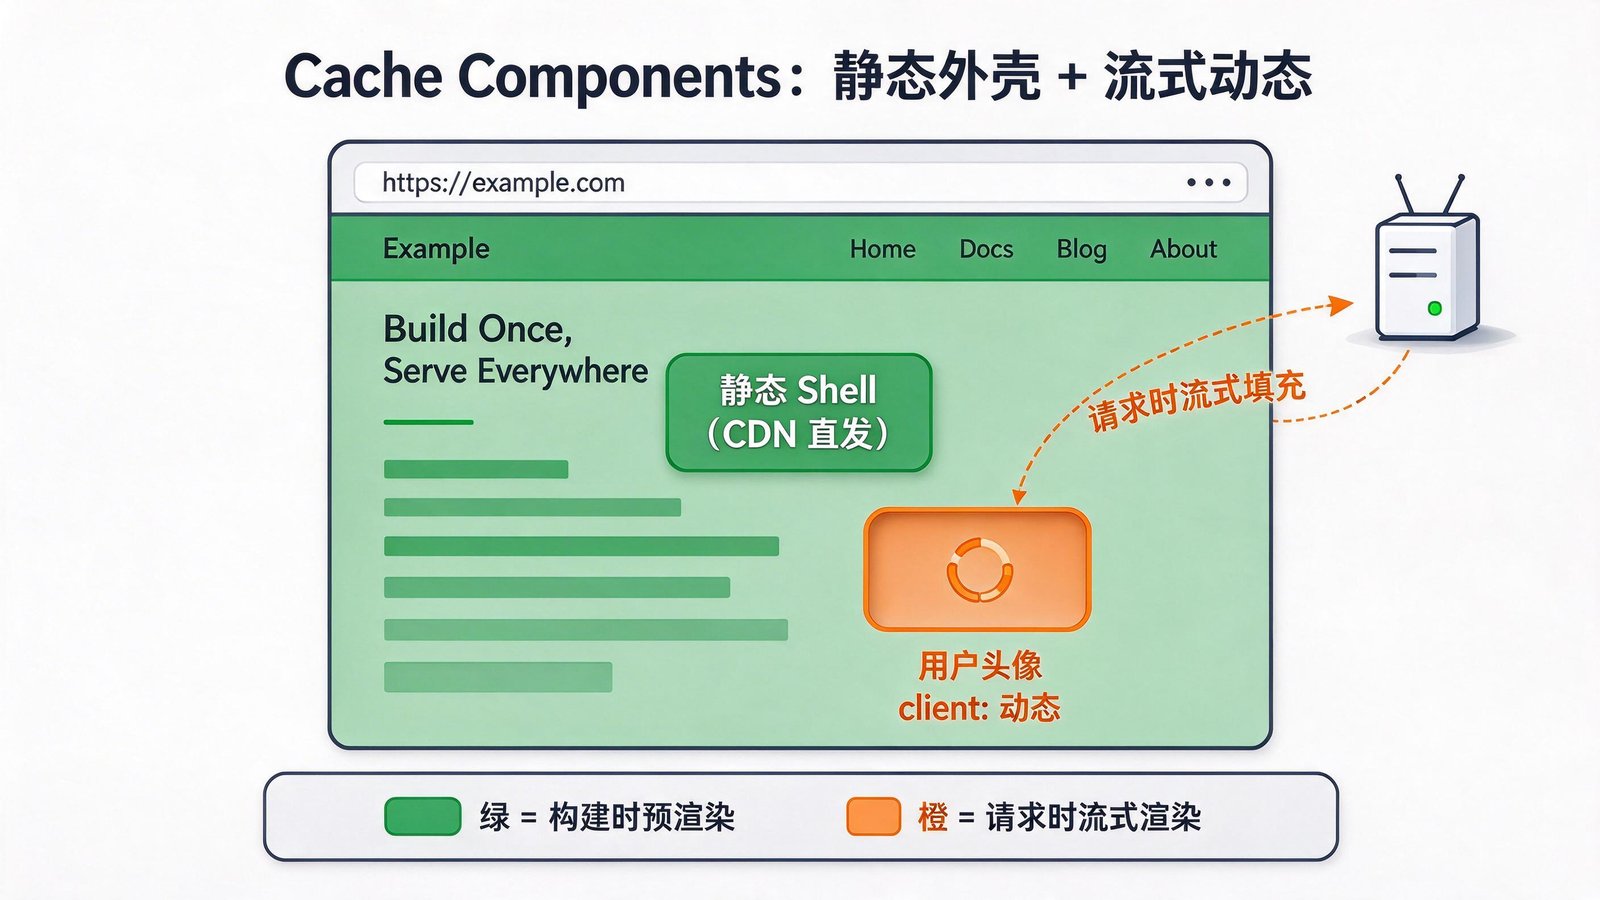 Cache Components：静态外壳 + 流式动态
https://example.com
Example
Home
Docs
Blog
About
Build Once,
Serve Everywhere
静态 Shell
（CDN 直发）
请求时流式填充
用户头像
client: 动态
绿 = 构建时预渲染
橙 = 请求时流式渲染